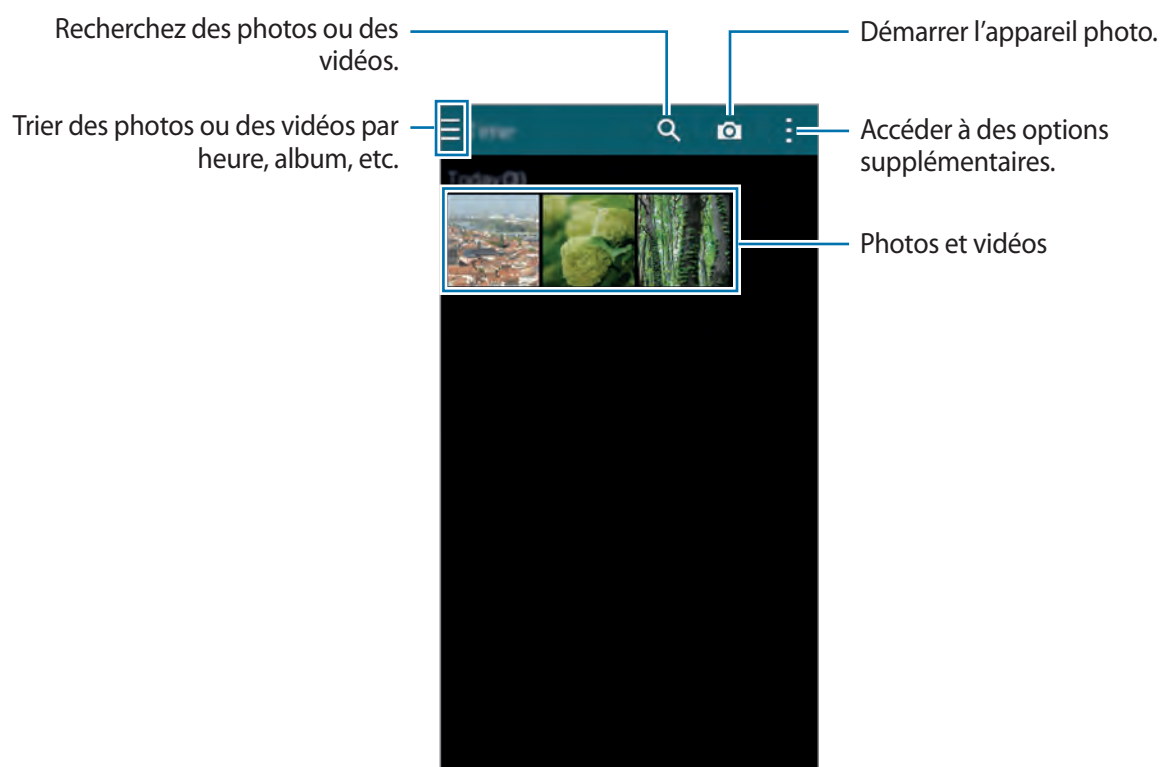 Recherchez des photos ou des
vidéos.
Démarrer l’appareil photo.
Trier des photos ou des vidéos par
heure, album, etc.
Accéder à des options
supplémentaires.
Photos et vidéos